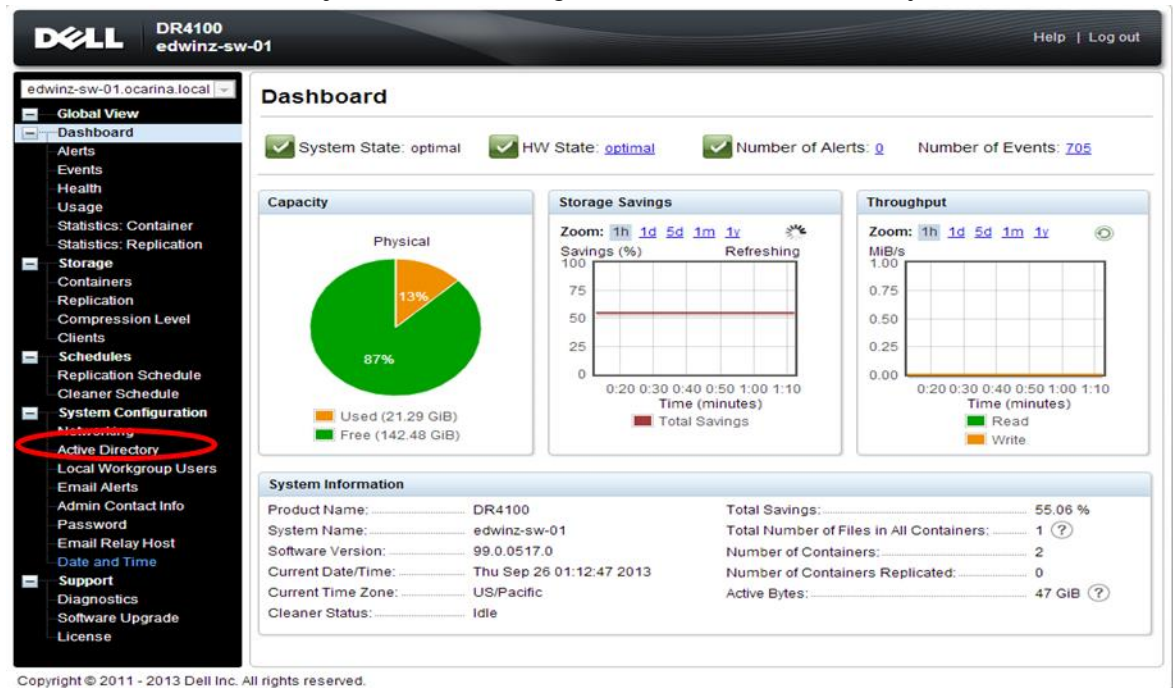 DELL
DR4100
edwinz-sw-01
Help | Log out
edwinz-sw-01.ocarina.local
Global View
Dashboard
Alerts
Events
Health
Usage
Statistics: Container
Statistics: Replication
Storage
Containers
Replication
Compression Level
Clients
Schedules
Replication Schedule
Cleaner Schedule
System Configuration
Networking
Active Directory
Local Workgroup Users
Email Alerts
Admin Contact Info
Password
Email Relay Host
Date and Time
Support
Diagnostics
Software Upgrade
License
Dashboard
System State: optimal HW State: optimal Number of Alerts: 0 Number of Events: 705
Capacity
Physical
13%
87%
Used (21.29 GiB)
Free (142.48 GiB)
Storage Savings
Zoom: 1h 1d 5d 1m 1y
Savings (%) Refreshing
100
75
50
25
0
0:20 0:30 0:40 0:50 1:00 1:10
Time (minutes)
Total Savings
Throughput
Zoom: 1h 1d 5d 1m 1y
MiB/s
1.00
0.75
0.50
0.25
0.00
0:20 0:30 0:40 0:50 1:00 1:10
Time (minutes)
Read
Write
System Information
Product Name: DR4100
System Name: edwinz-sw-01
Software Version: 99.0.0517.0
Current Date/Time: Thu Sep 26 01:12:47 2013
Current Time Zone: US/Pacific
Cleaner Status: Idle
Total Savings: 55.06 %
Total Number of Files in All Containers: 1 ?
Number of Containers: 2
Number of Containers Replicated: 0
Active Bytes: 47 GiB ?
Copyright © 2011 - 2013 Dell Inc. All rights reserved.